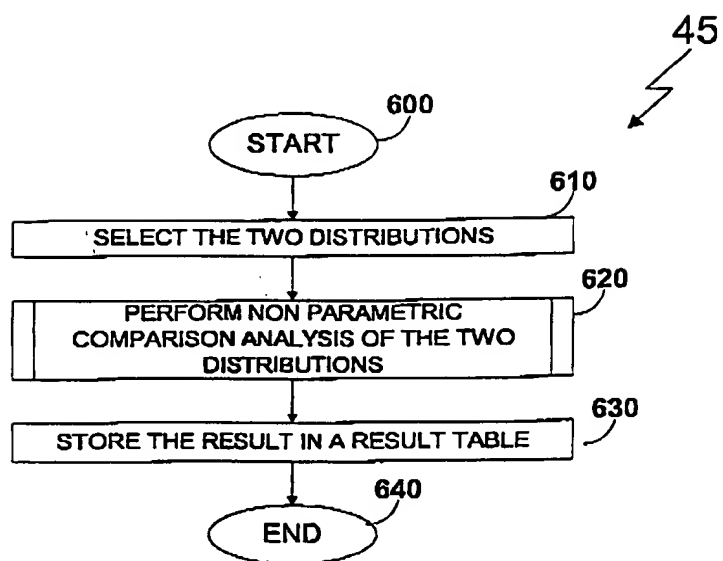 45
600
START
610
SELECT THE TWO DISTRIBUTIONS
620
PERFORM NON PARAMETRIC
COMPARISON ANALYSIS OF THE TWO
DISTRIBUTIONS
630
STORE THE RESULT IN A RESULT TABLE
640
END